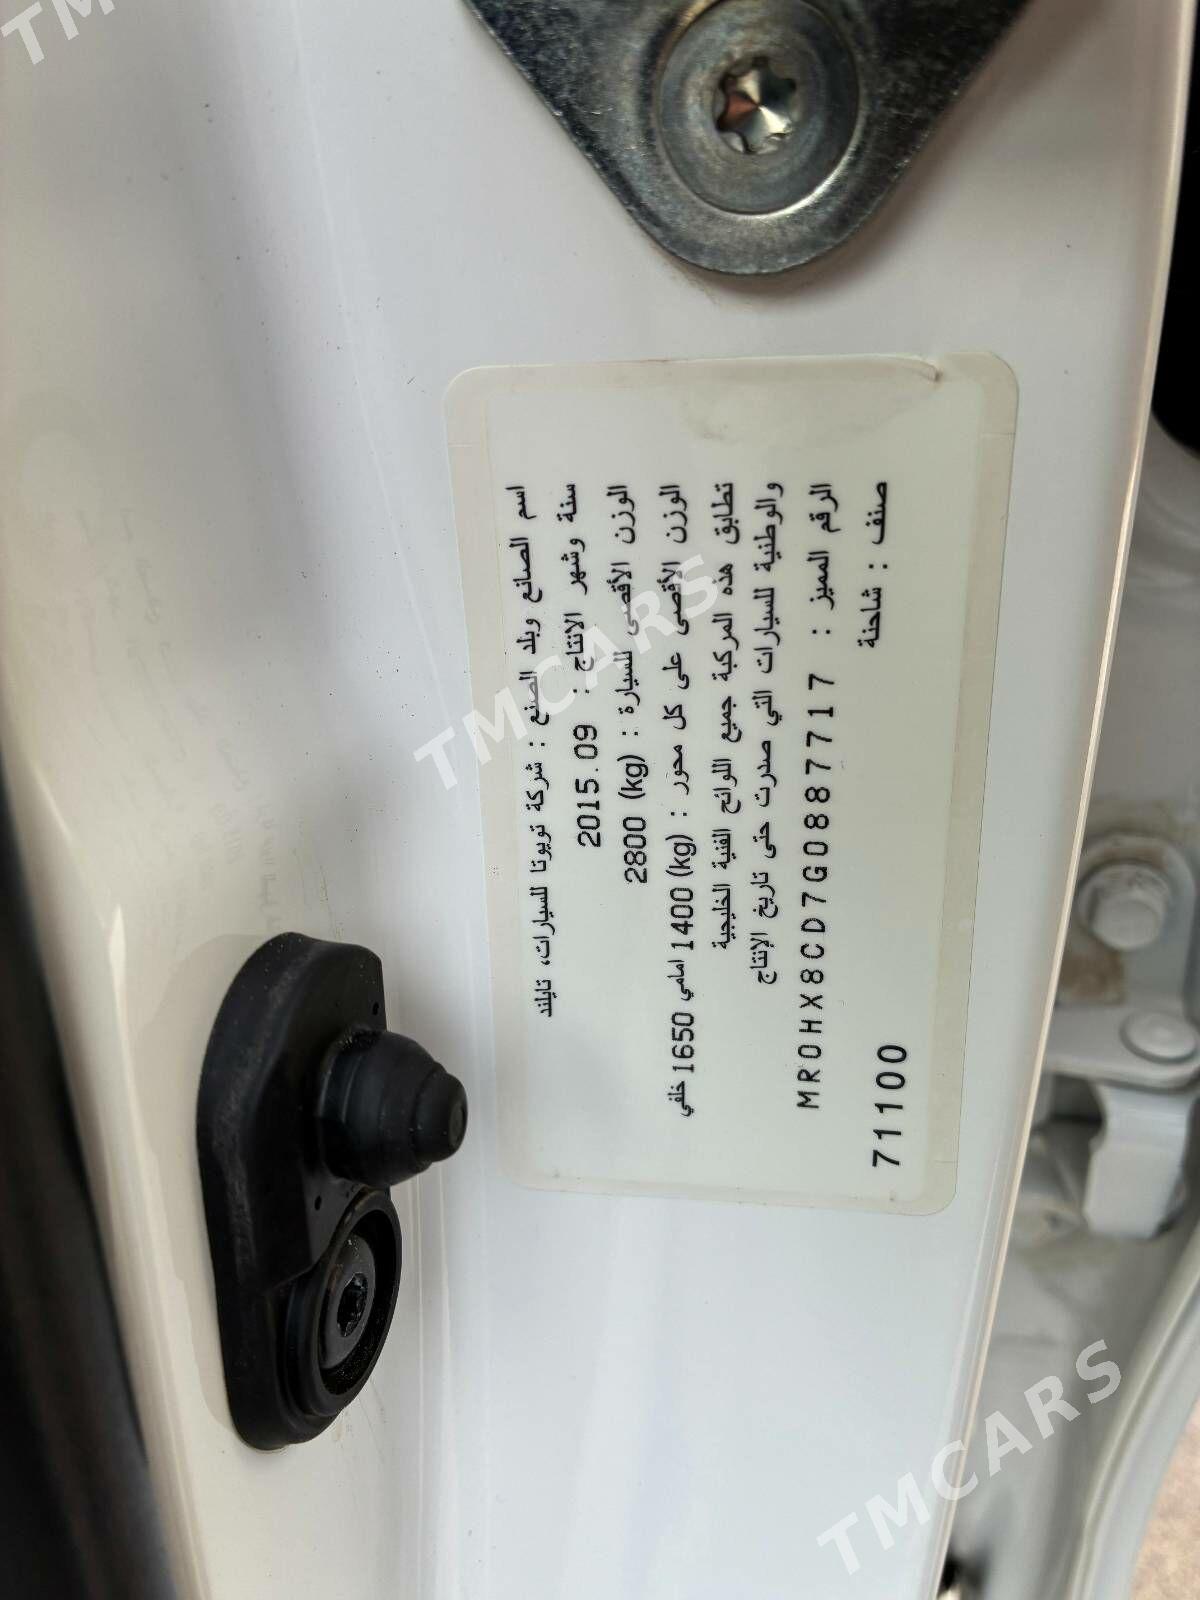 اسم الصانع وبلد الصنع : شركة تويوتا للسيارات، تايلند
سنة وشهر الانتاج : 2015.09
الوزن الأقصى للسيارة : 2800 (kg)
الوزن الأقصى على كل محور : (kg) 1400 امامي 1650 خلفي
تطابق هذه المركبة جميع اللوائح الفنية الخليجية
والوطنية للسيارات التي صدرت حتى تاريخ الإنتاج
الرقم المميز : MR0HX8CD7G0887717
صنف : شاحنة
71100
TMCARS
TMCARS
TM
TM